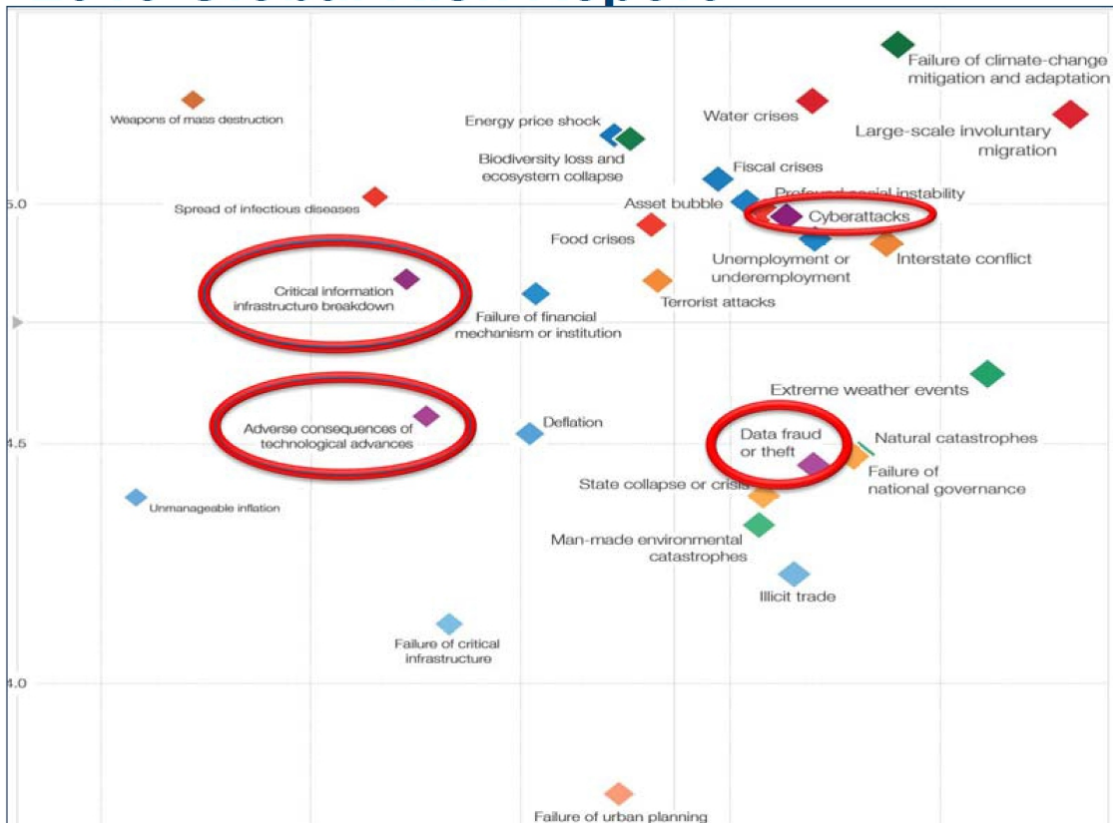 Failure of climate-change
mitigation and adaptation
Weapons of mass destruction
Energy price shock
Water crises
Large-scale involuntary
migration
Biodiversity loss and
ecosystem collapse
Fiscal crises
5.0
Spread of infectious diseases
Asset bubble
Profound social instability
Cyberattacks
Food crises
Unemployment or
underemployment
Interstate conflict
Critical information
infrastructure breakdown
Terrorist attacks
Failure of financial
mechanism or institution
Extreme weather events
Adverse consequences of
technological advances
Deflation
Data fraud
or theft
Natural catastrophes
4.5
Failure of
national governance
State collapse or crisis
Unmanageable inflation
Man-made environmental
catastrophes
Illicit trade
Failure of critical
infrastructure
4.0
Failure of urban planning